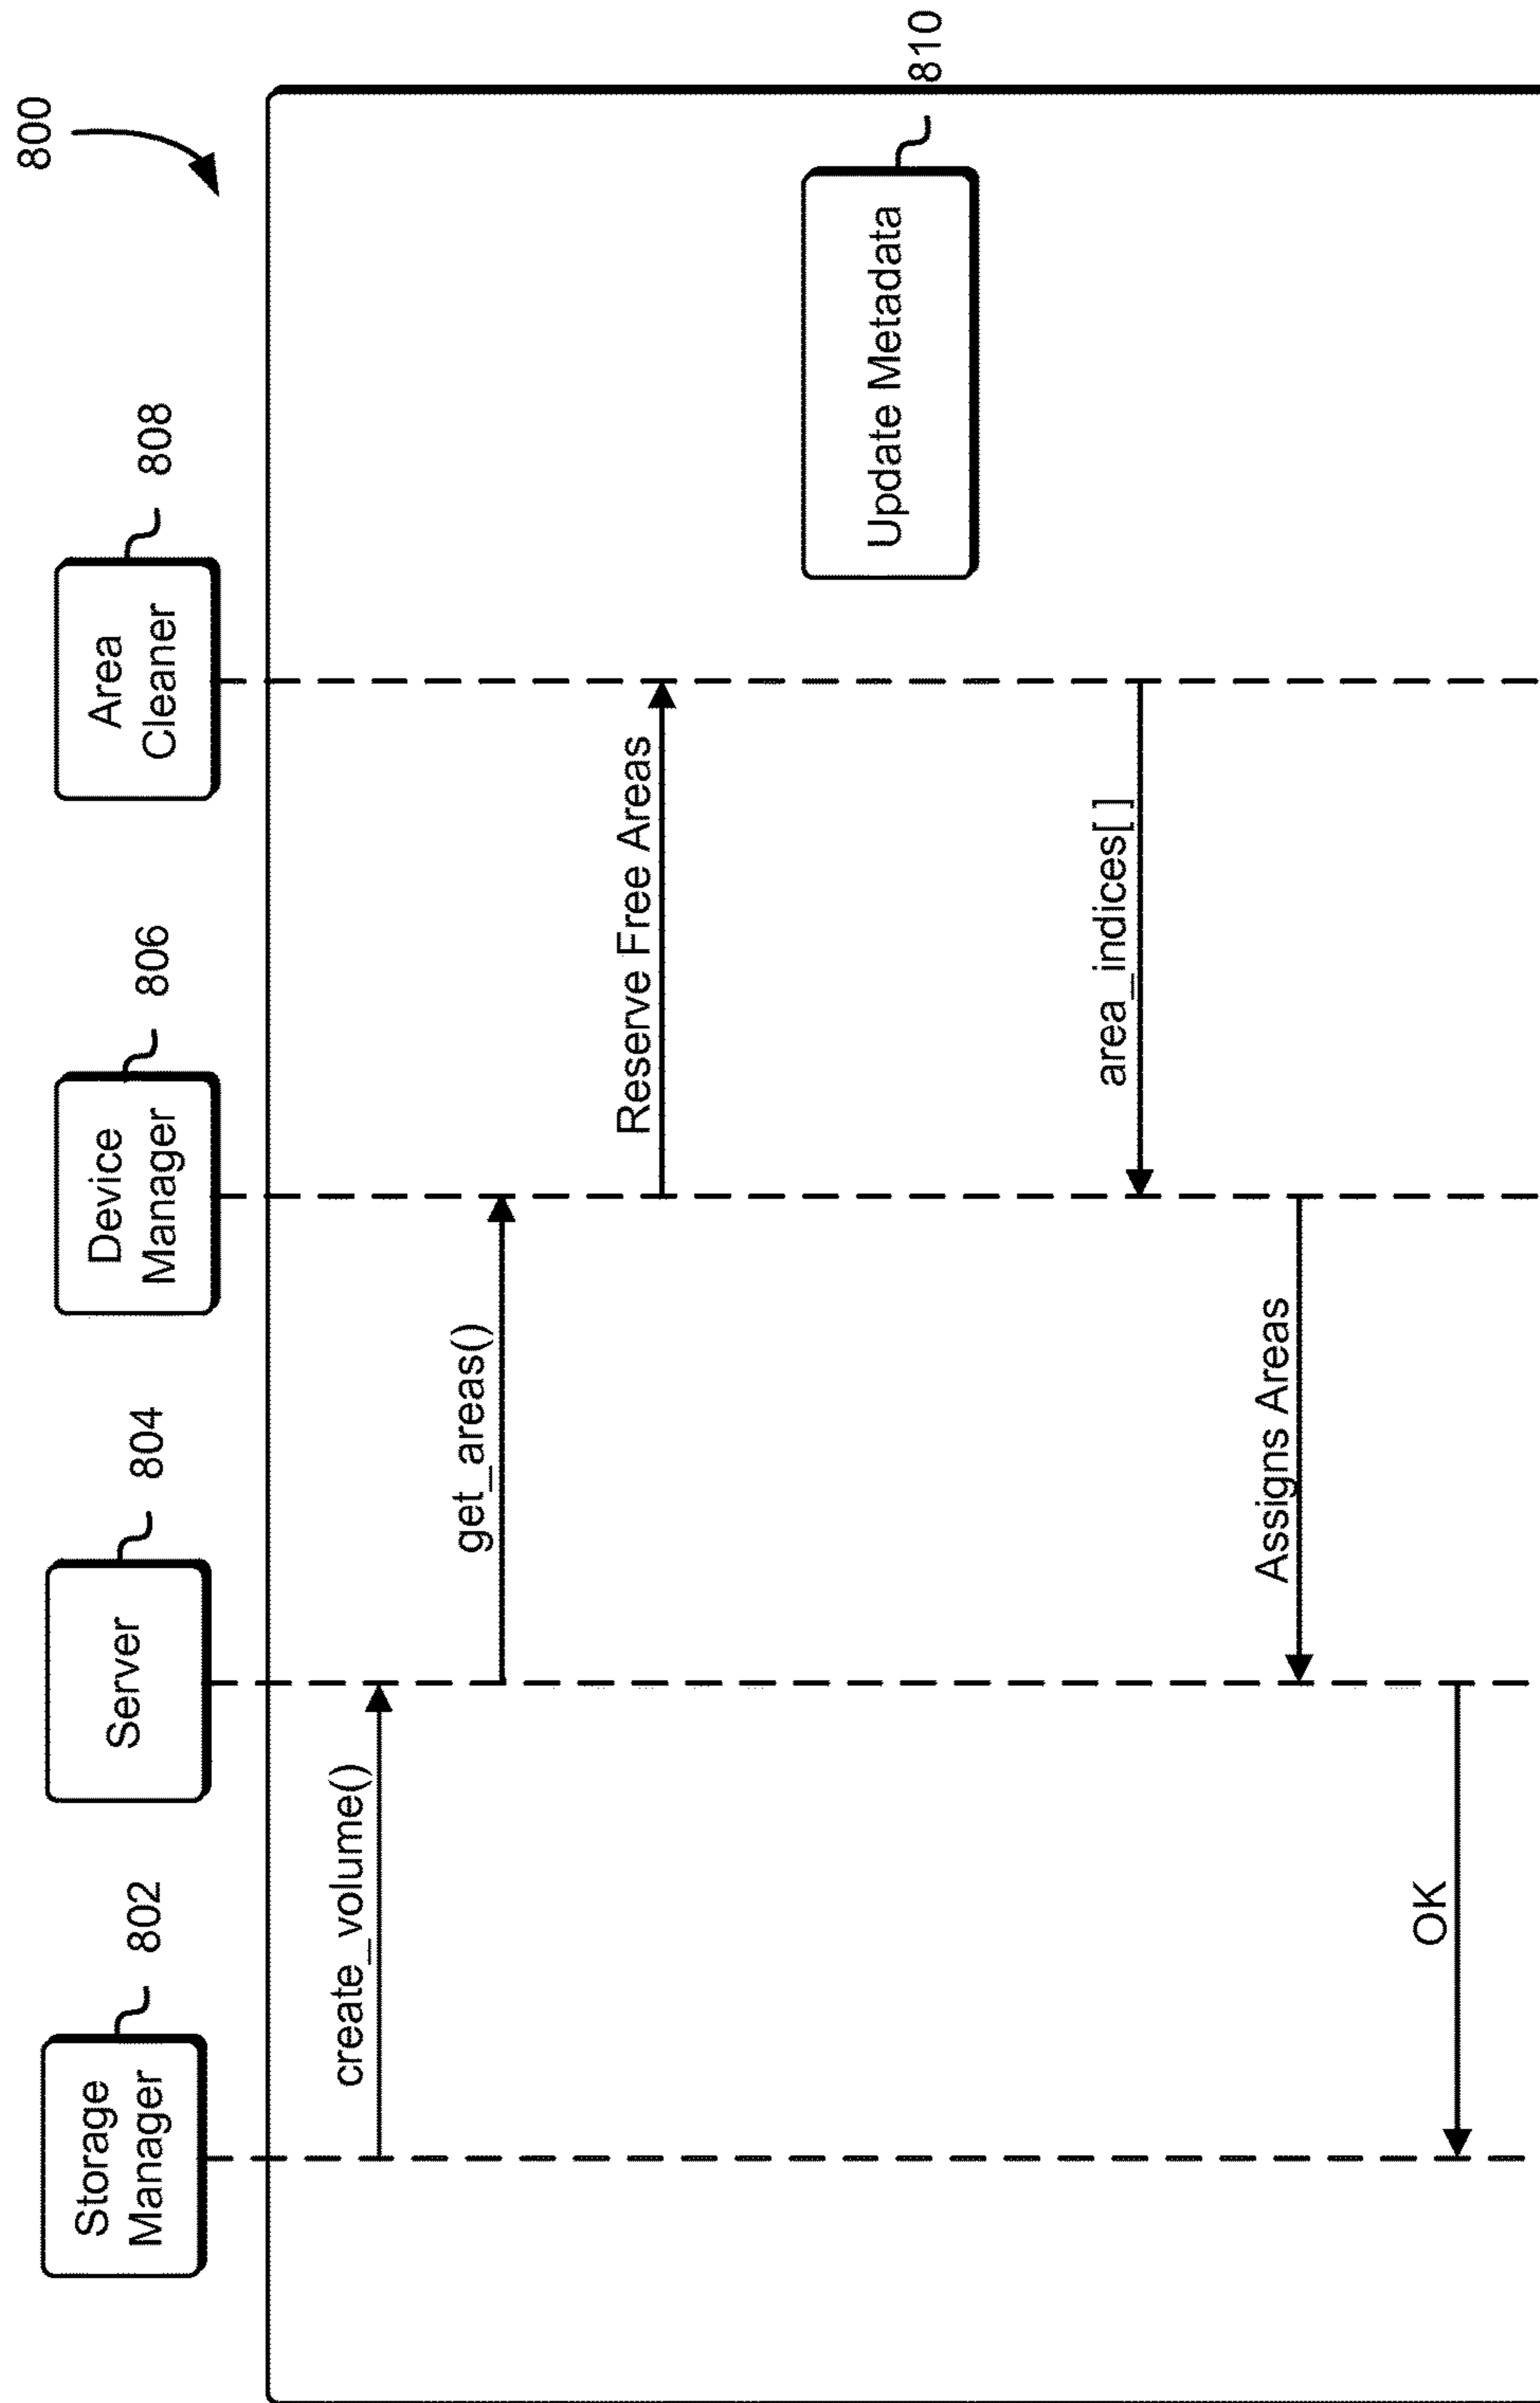 800
Storage
Manager
802
Server
804
Device
Manager
806
Area
Cleaner
808
create_volume()
get_areas()
Reserve Free Areas
Update Metadata
810
area_indices[ ]
Assigns Areas
OK